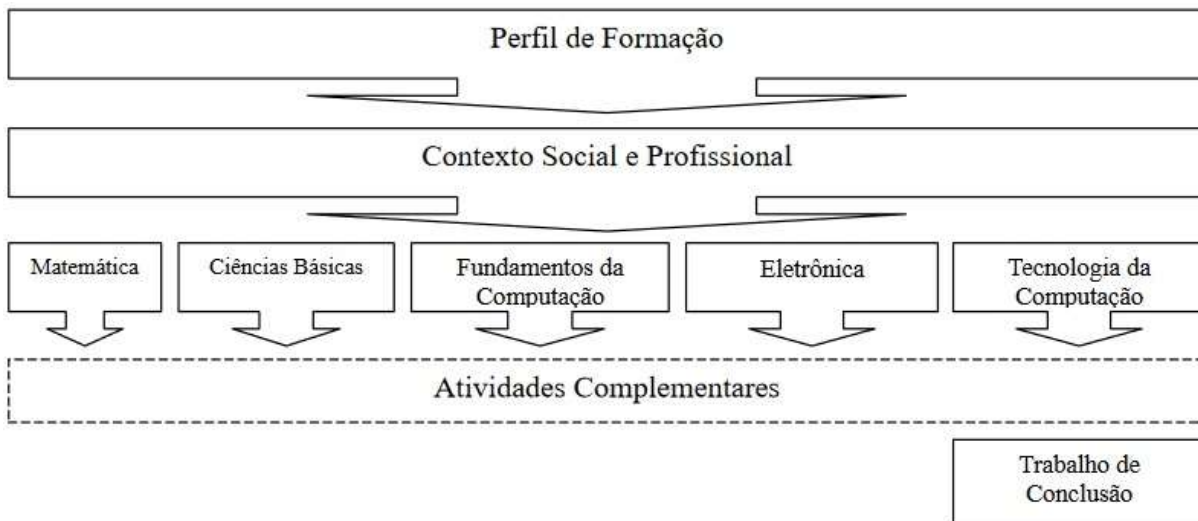 Perfil de Formação
Contexto Social e Profissional
Matemática
Ciências Básicas
Fundamentos da
Computação
Eletrônica
Tecnologia da
Computação
Atividades Complementares
Trabalho de
Conclusão